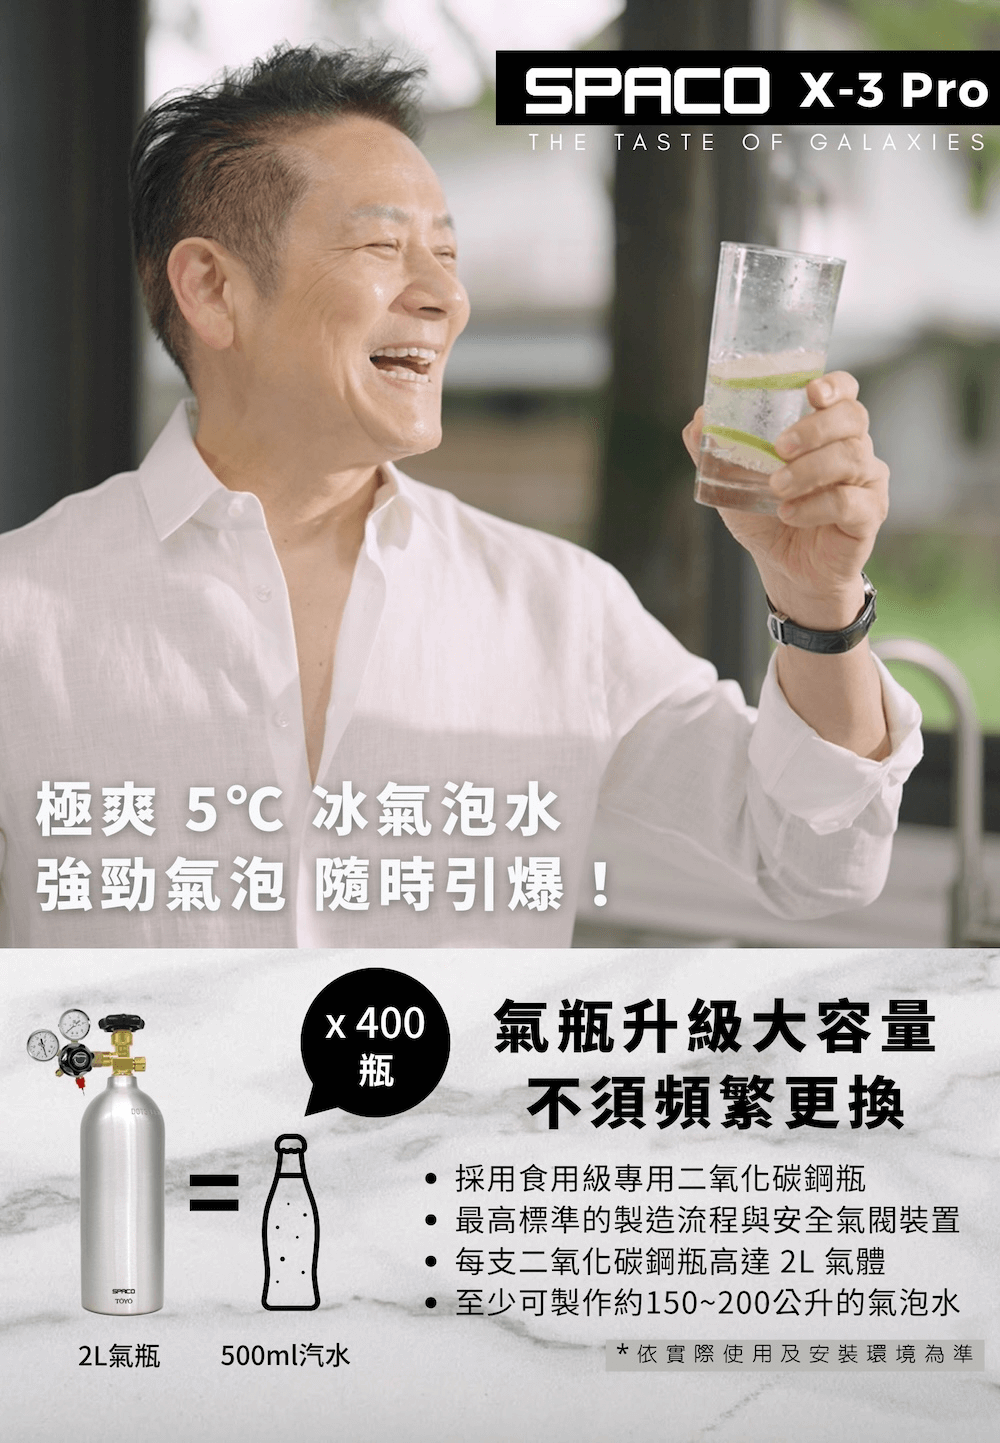 SPACO X-3 Pro
THE TASTE OF GALAXIES
極爽 5°C 冰氣泡水
強勁氣泡 隨時引爆！
x 400
瓶
氣瓶升級大容量
不須頻繁更換
• 採用食用級專用二氧化碳鋼瓶
• 最高標準的製造流程與安全氣閥裝置
• 每支二氧化碳鋼瓶高達 2L 氣體
• 至少可製作約150~200公升的氣泡水
=
SPACO
TOYO
2L氣瓶
500ml汽水
*依實際使用及安裝環境為準